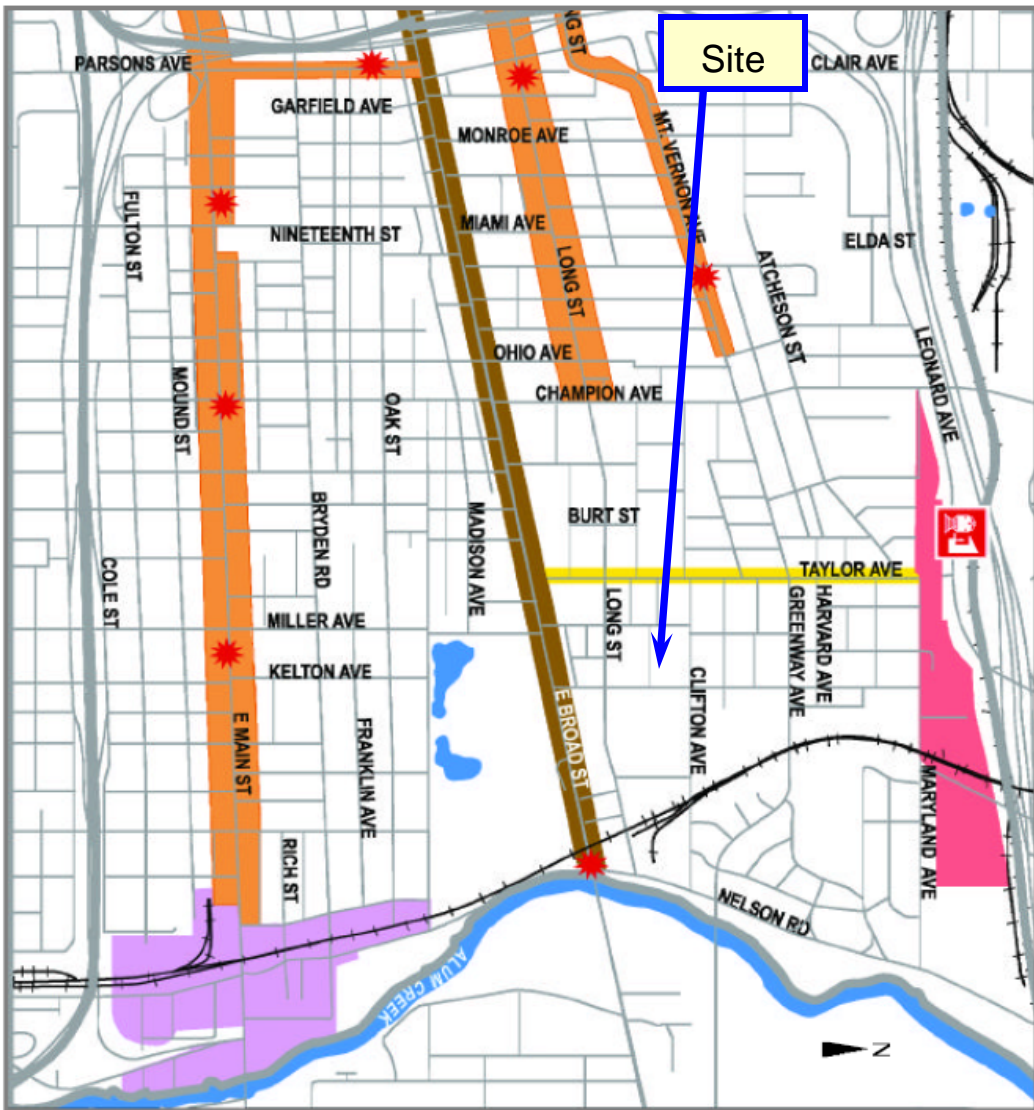 Site
NG ST
PARSONS AVE
CLAIR AVE
GARFIELD AVE
MONROE AVE
MT. VERNON AVE
FULTON ST
MIAMI AVE
NINETEENTH ST
ELDA ST
LONG ST
ATCHESON ST
OHIO AVE
LEONARD AVE
MOUND ST
CHAMPION AVE
OAK ST
BRYDEN RD
MADISON AVE
BURT ST
COLE ST
TAYLOR AVE
LONG ST
GREENWAY AVE
HARVARD AVE
MILLER AVE
KELTON AVE
CLIFTON AVE
E BROAD ST
E MAIN ST
FRANKLIN AVE
MARYLAND AVE
RICH ST
NELSON RD
ALUM CREEK
N